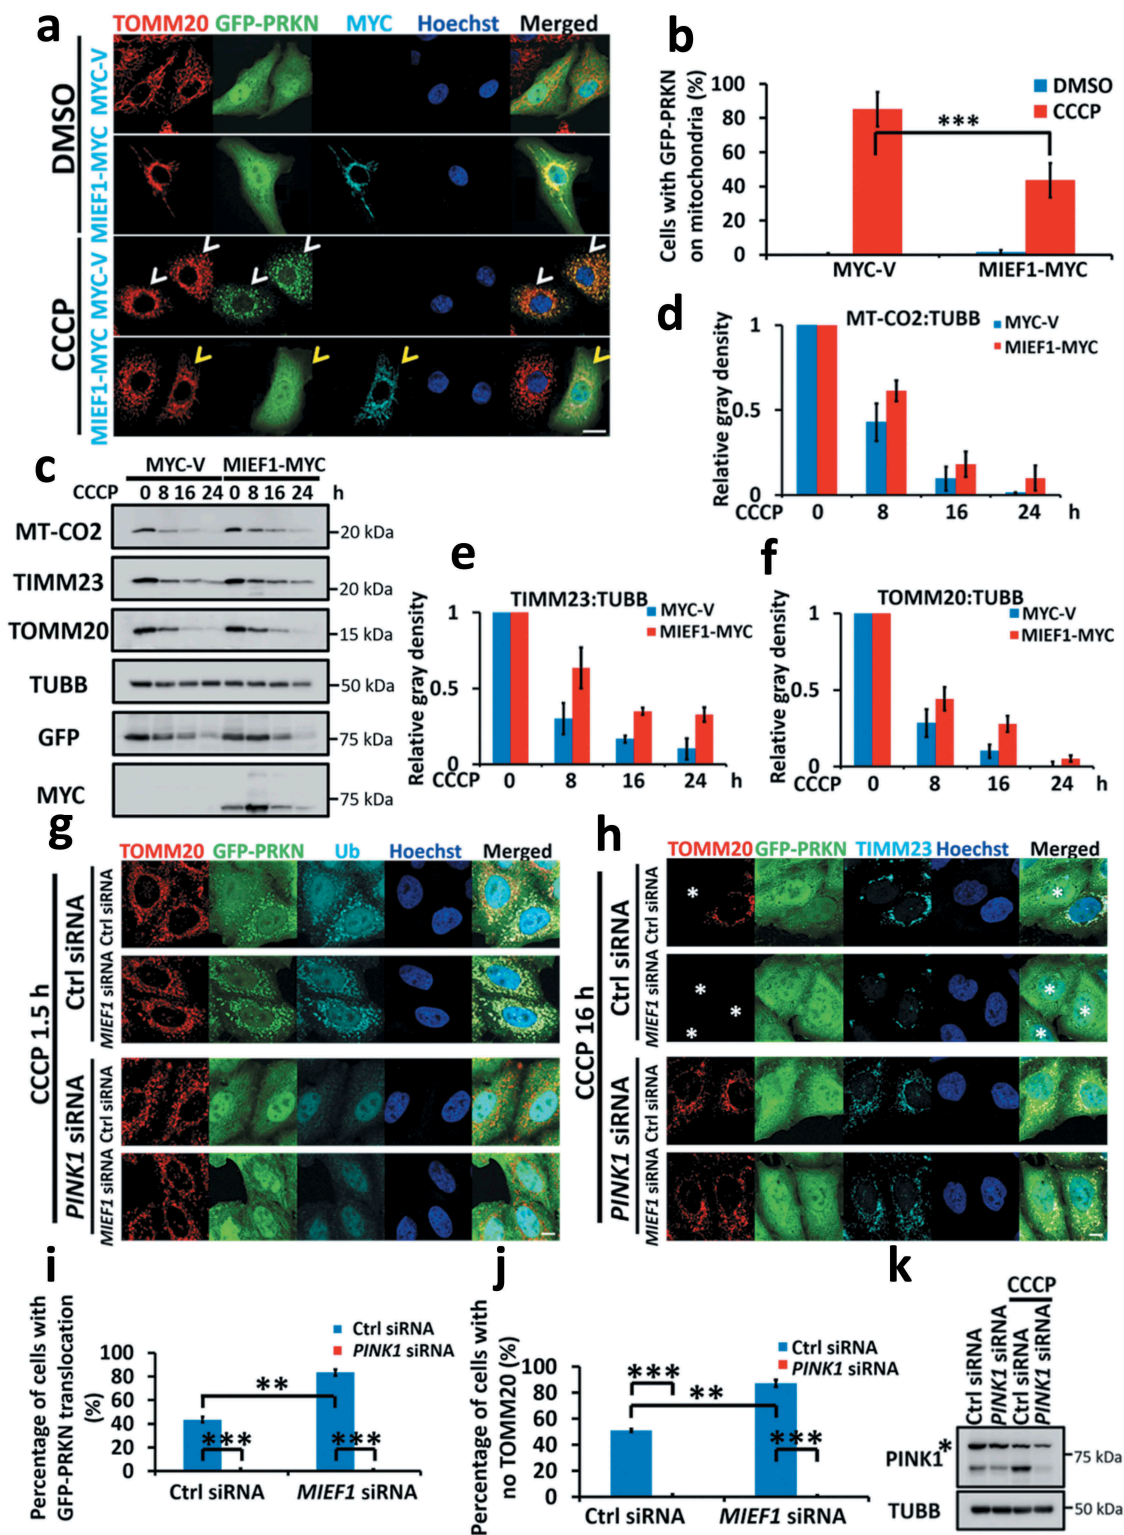 a
TOMM20 GFP-PRKN MYC Hoechst Merged
DMSO
MYC-V
MIEF1-MYC
CCCP
MYC-V
MIEF1-MYC
b
Cells with GFP-PRKN
on mitochondria (%)
100
80
60
40
20
0
DMSO
CCCP
***
MYC-V MIEF1-MYC
c
MYC-V MIEF1-MYC
CCCP 0 8 16 24 0 8 16 24 h
MT-CO2 20 kDa
TIMM23 20 kDa
TOMM20 15 kDa
TUBB 50 kDa
GFP 75 kDa
MYC 75 kDa
d
MT-CO2:TUBB
MYC-V
MIEF1-MYC
Relative gray density
1
0.5
0
CCCP 0 8 16 24 h
e
TIMM23:TUBB
MYC-V
MIEF1-MYC
Relative gray density
1
0.5
0
CCCP 0 8 16 24 h
f
TOMM20:TUBB
MYC-V
MIEF1-MYC
Relative gray density
1
0.5
0
CCCP 0 8 16 24 h
g
TOMM20 GFP-PRKN Ub Hoechst Merged
CCCP 1.5 h
Ctrl siRNA
Ctrl siRNA
MIEF1 siRNA
PINK1 siRNA
Ctrl siRNA
MIEF1 siRNA
h
TOMM20 GFP-PRKN TIMM23 Hoechst Merged
CCCP 16 h
Ctrl siRNA
Ctrl siRNA
* *
MIEF1 siRNA
* *
* *
* *
PINK1 siRNA
Ctrl siRNA
MIEF1 siRNA
i
Percentage of cells with
GFP-PRKN translocation
(%)
100
80
60
40
20
0
Ctrl siRNA
PINK1 siRNA
**
*** ***
Ctrl siRNA MIEF1 siRNA
j
Percentage of cells with
no TOMM20 (%)
100
80
60
40
20
0
Ctrl siRNA
PINK1 siRNA
***
**
***
Ctrl siRNA MIEF1 siRNA
k
CCCP
Ctrl siRNA
PINK1 siRNA
Ctrl siRNA
PINK1 siRNA
*
PINK1 75 kDa
TUBB 50 kDa